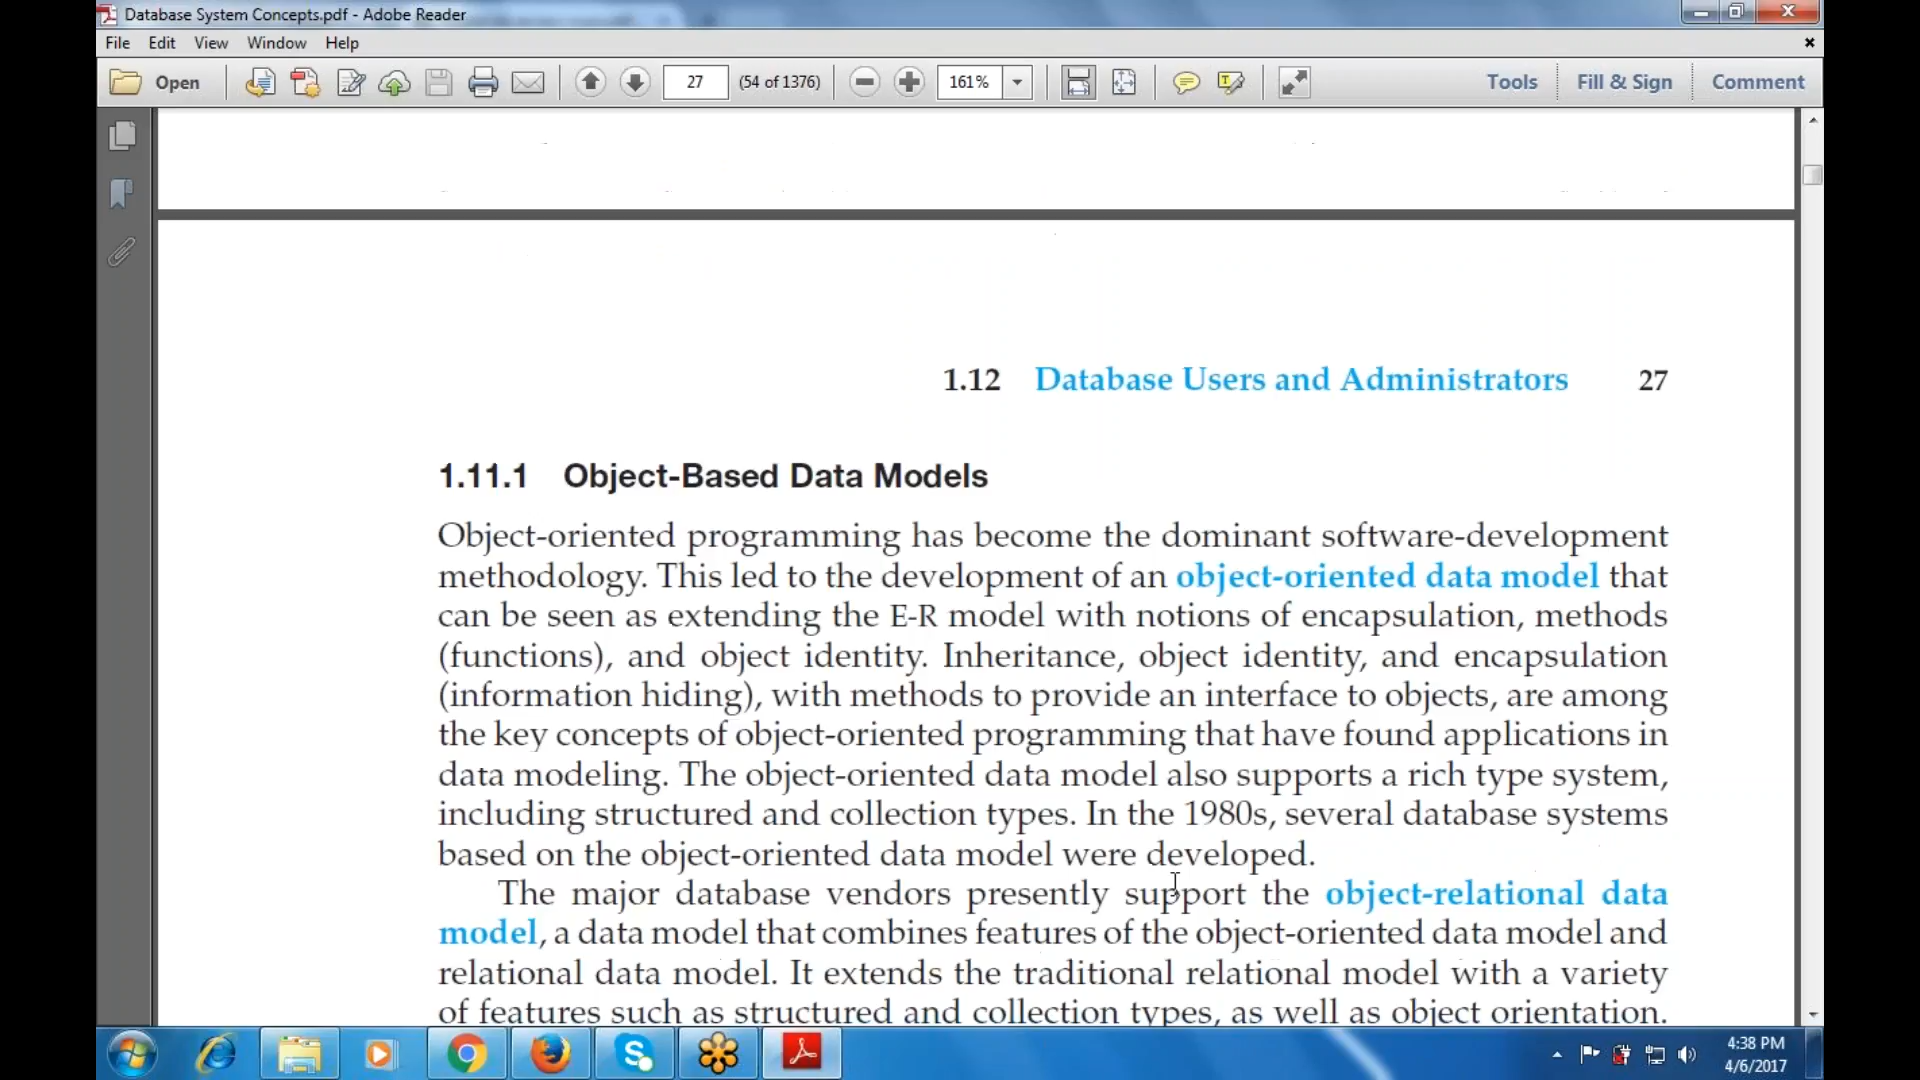 Database System Concepts.pdf - Adobe Reader
File Edit View Window Help
Open 27 (54 of 1376) 161% Tools Fill & Sign Comment
1.12 Database Users and Administrators 27
1.11.1 Object-Based Data Models
Object-oriented programming has become the dominant software-development
methodology. This led to the development of an object-oriented data model that
can be seen as extending the E-R model with notions of encapsulation, methods
(functions), and object identity. Inheritance, object identity, and encapsulation
(information hiding), with methods to provide an interface to objects, are among
the key concepts of object-oriented programming that have found applications in
data modeling. The object-oriented data model also supports a rich type system,
including structured and collection types. In the 1980s, several database systems
based on the object-oriented data model were developed.
The major database vendors presently support the object-relational data
model, a data model that combines features of the object-oriented data model and
relational data model. It extends the traditional relational model with a variety
of features such as structured and collection types, as well as object orientation.
4:38 PM
4/6/2017